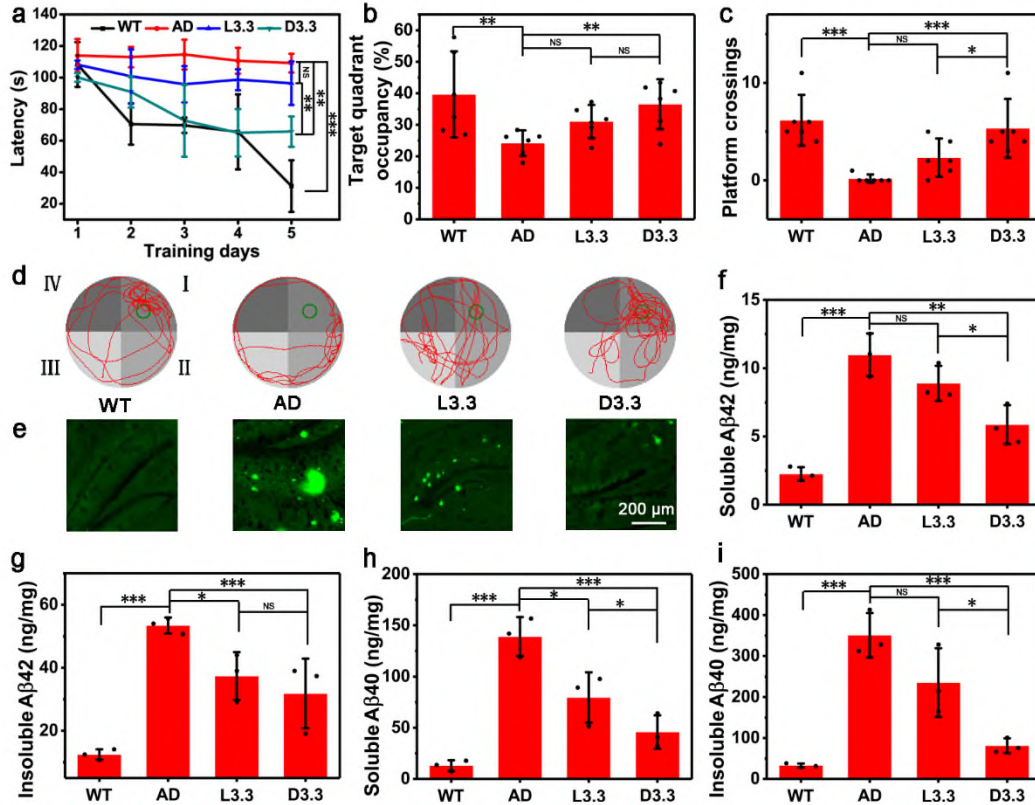 a
WT AD L3.3 D3.3
Latency (s)
120
100
80
60
40
20
1 2 3 4 5
Training days
NS
**
**
***
b
Target quadrant
occupancy (%)
60
50
40
30
20
10
0
** **
NS NS
WT AD L3.3 D3.3
c
Platform crossings
10
5
0
*** ***
NS *
WT AD L3.3 D3.3
d
IV I
III II
WT AD L3.3 D3.3
e
200 μm
f
Soluble Aβ42 (ng/mg)
15
10
5
0
*** **
NS *
WT AD L3.3 D3.3
g
Insoluble Aβ42 (ng/mg)
60
40
20
***
*** * NS
WT AD L3.3 D3.3
h
Soluble Aβ40 (ng/mg)
200
150
100
50
0
***
*** * *
WT AD L3.3 D3.3
i
Insoluble Aβ40 (ng/mg)
500
400
300
200
100
0
*** ***
NS *
WT AD L3.3 D3.3